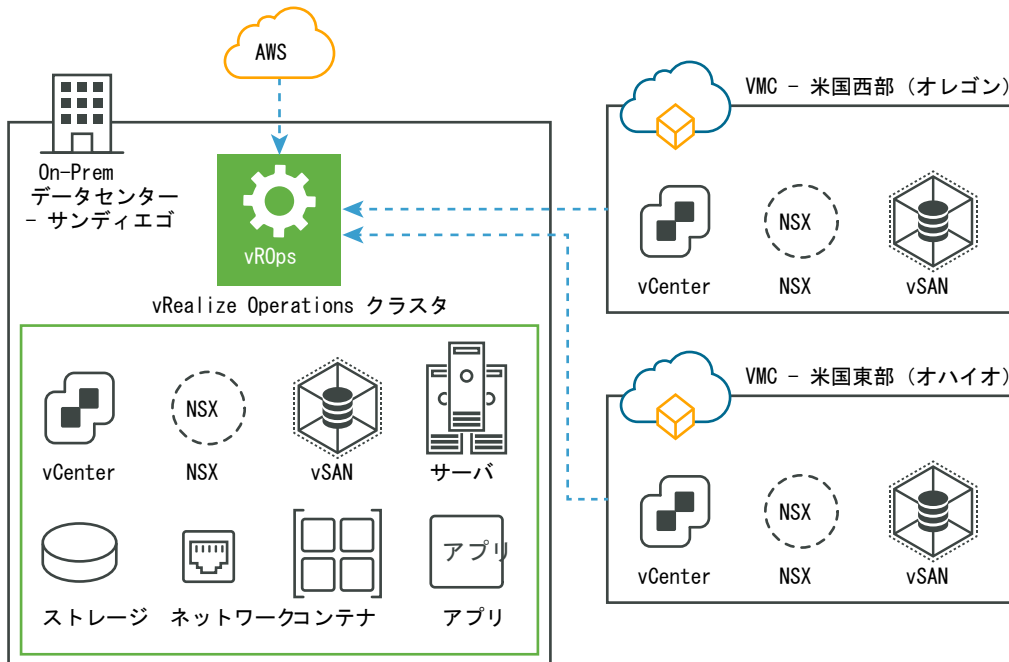 AWS
On-Prem
データセンター
- サンディエゴ
vROps
vRealize Operations クラスタ
NSX
vCenter
NSX
vSAN
サーバ
アプリ
ストレージ
ネットワーク
コンテナ
アプリ
VMC - 米国西部（オレゴン）
NSX
vCenter
NSX
vSAN
VMC - 米国東部（オハイオ）
NSX
vCenter
NSX
vSAN